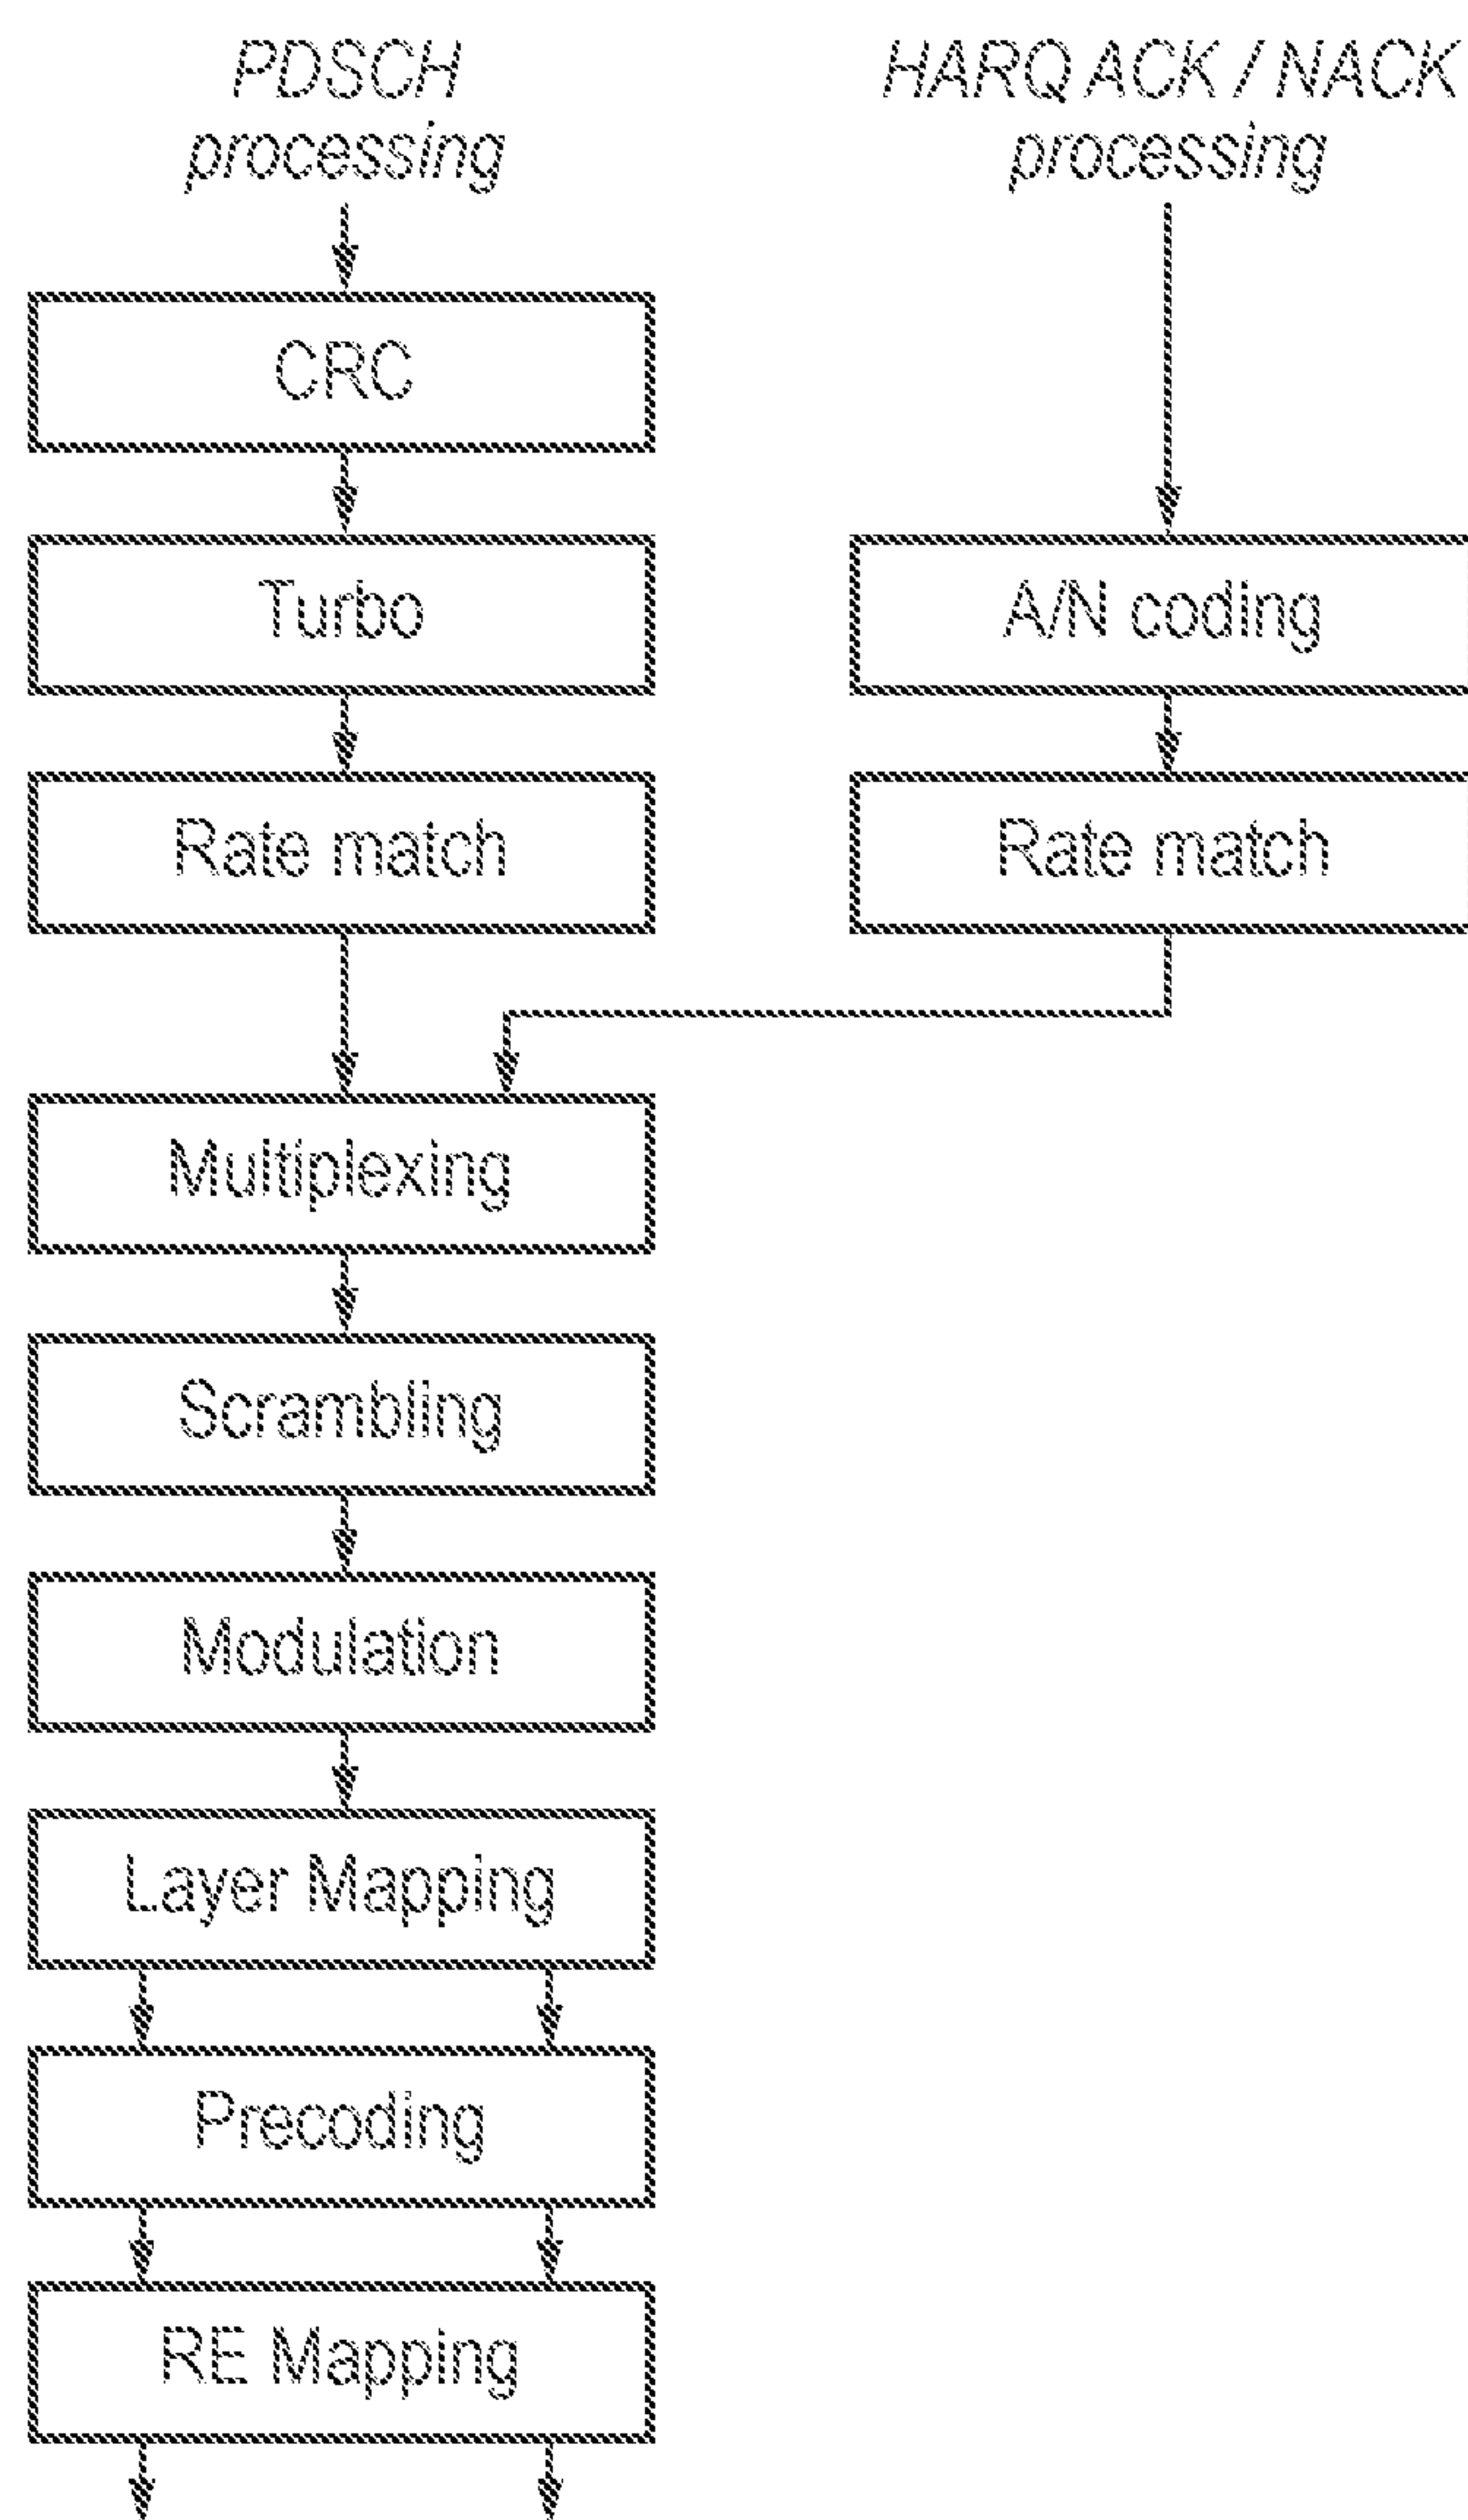 PDSCH
processing
HARQ ACK / NACK
processing
CRC
Turbo
A/N coding
Rate match
Rate match
Multiplexing
Scrambling
Modulation
Layer Mapping
Precoding
RE Mapping